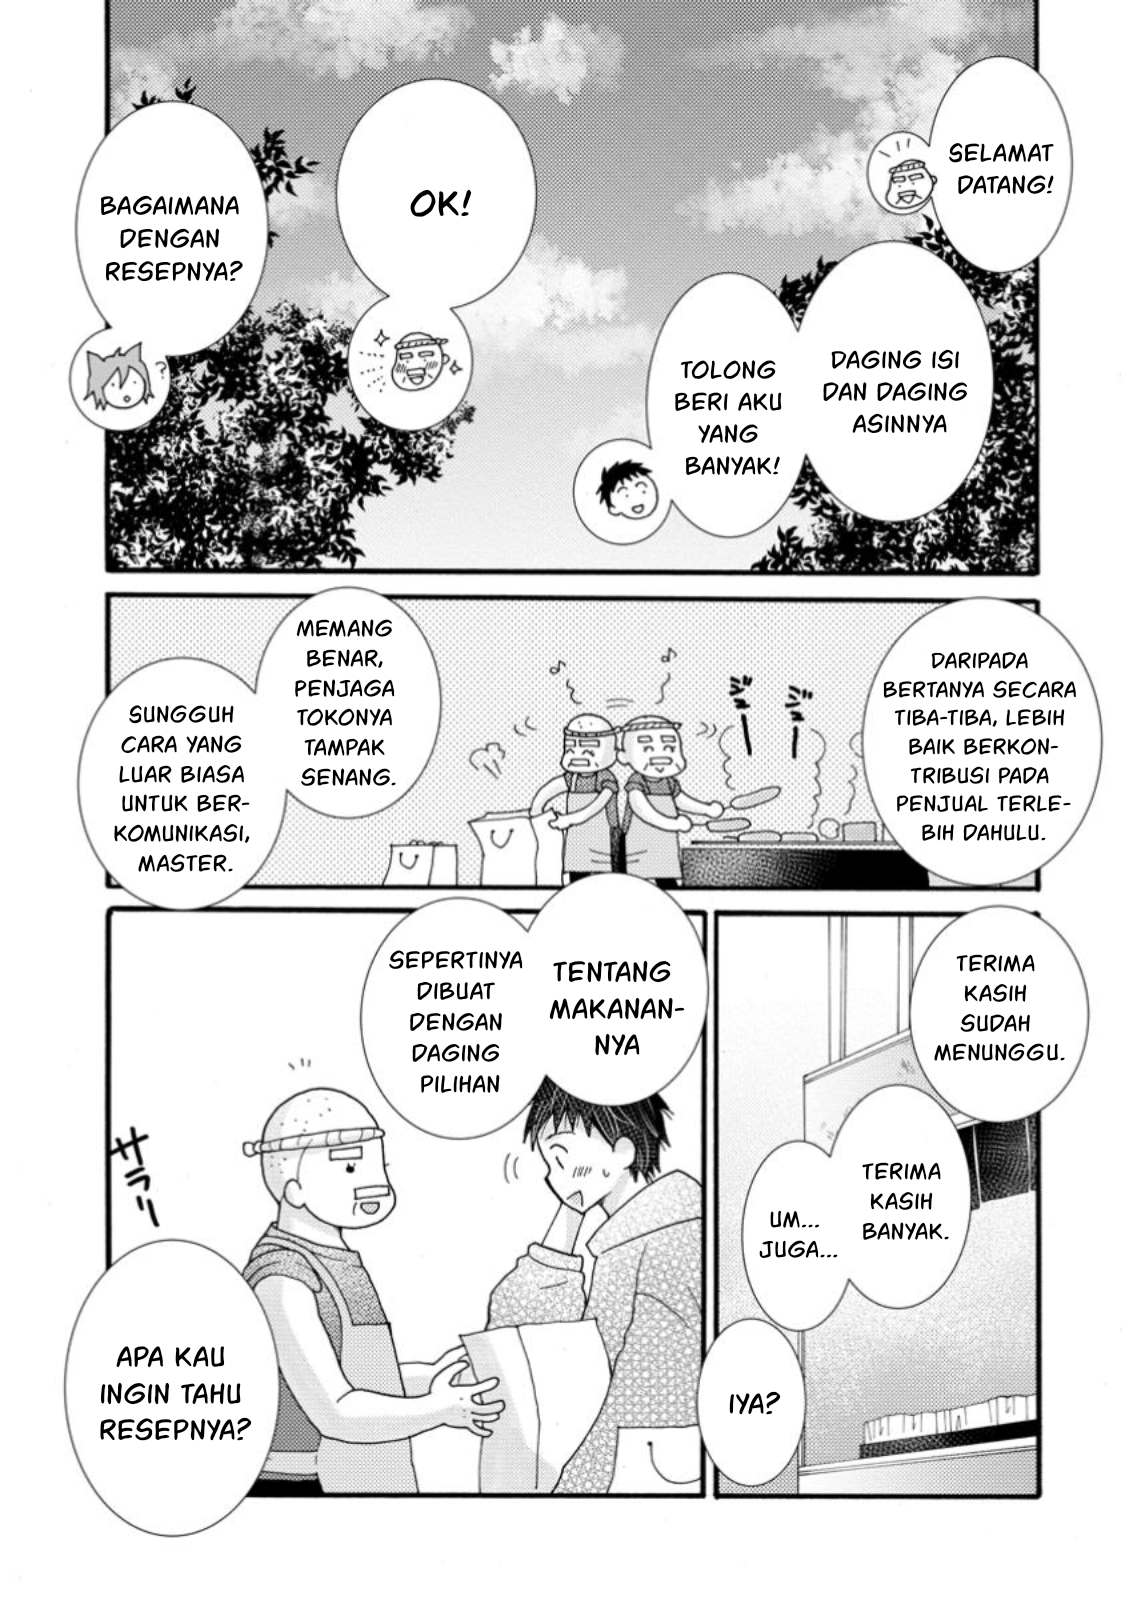 SELAMAT
DATANG!
DAGING ISI
DAN DAGING
ASINNYA
TOLONG
BERI AKU
YANG
BANYAK!
OK!
BAGAIMANA
DENGAN
RESEPNYA?
?
DARIPADA
BERTANYA SECARA
TIBA-TIBA, LEBIH
BAIK BERKON-
TRIBUSI PADA
PENJUAL TERLE-
BIH DAHULU.
MEMANG
BENAR,
PENJAGA
TOKONYA
TAMPAK
SENANG.
SUNGGUH
CARA YANG
LUAR BIASA
UNTUK BER-
KOMUNIKASI,
MASTER.
TERIMA
KASIH
SUDAH
MENUNGGU.
TERIMA
KASIH
BANYAK.
UM...
JUGA...
IYA?
TENTANG
MAKANAN-
NYA
SEPERTINYA
DIBUAT
DENGAN
DAGING
PILIHAN
サラリ
APA KAU
INGIN TAHU
RESEPNYA?